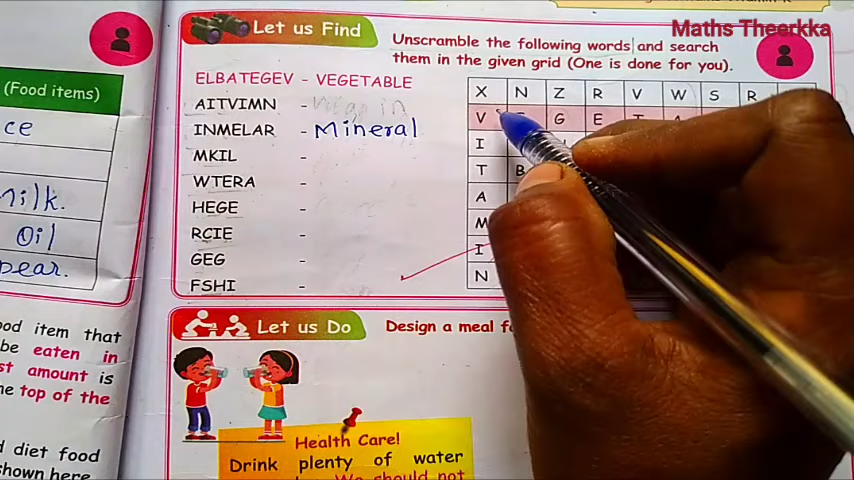 Maths Theerkka
Let us Find
Unscramble the following words and search
them in the given grid (One is done for you).
(Food items)
ce
Milk.
Oil
pear.
ood item that
be eaten in
st amount is
he top of the
d diet food
shown here
ELBATEGEV - VEGETABLE
AITVIMN - Vitamin
INMELAR - Mineral
MKIL -
WTERA -
HEGE -
RCIE -
GEG -
FSHI -
X N Z R V W S R
V G E
I
T B
A
M
I
N
Let us Do
Design a meal
Health Care!
Drink plenty of water
We should not